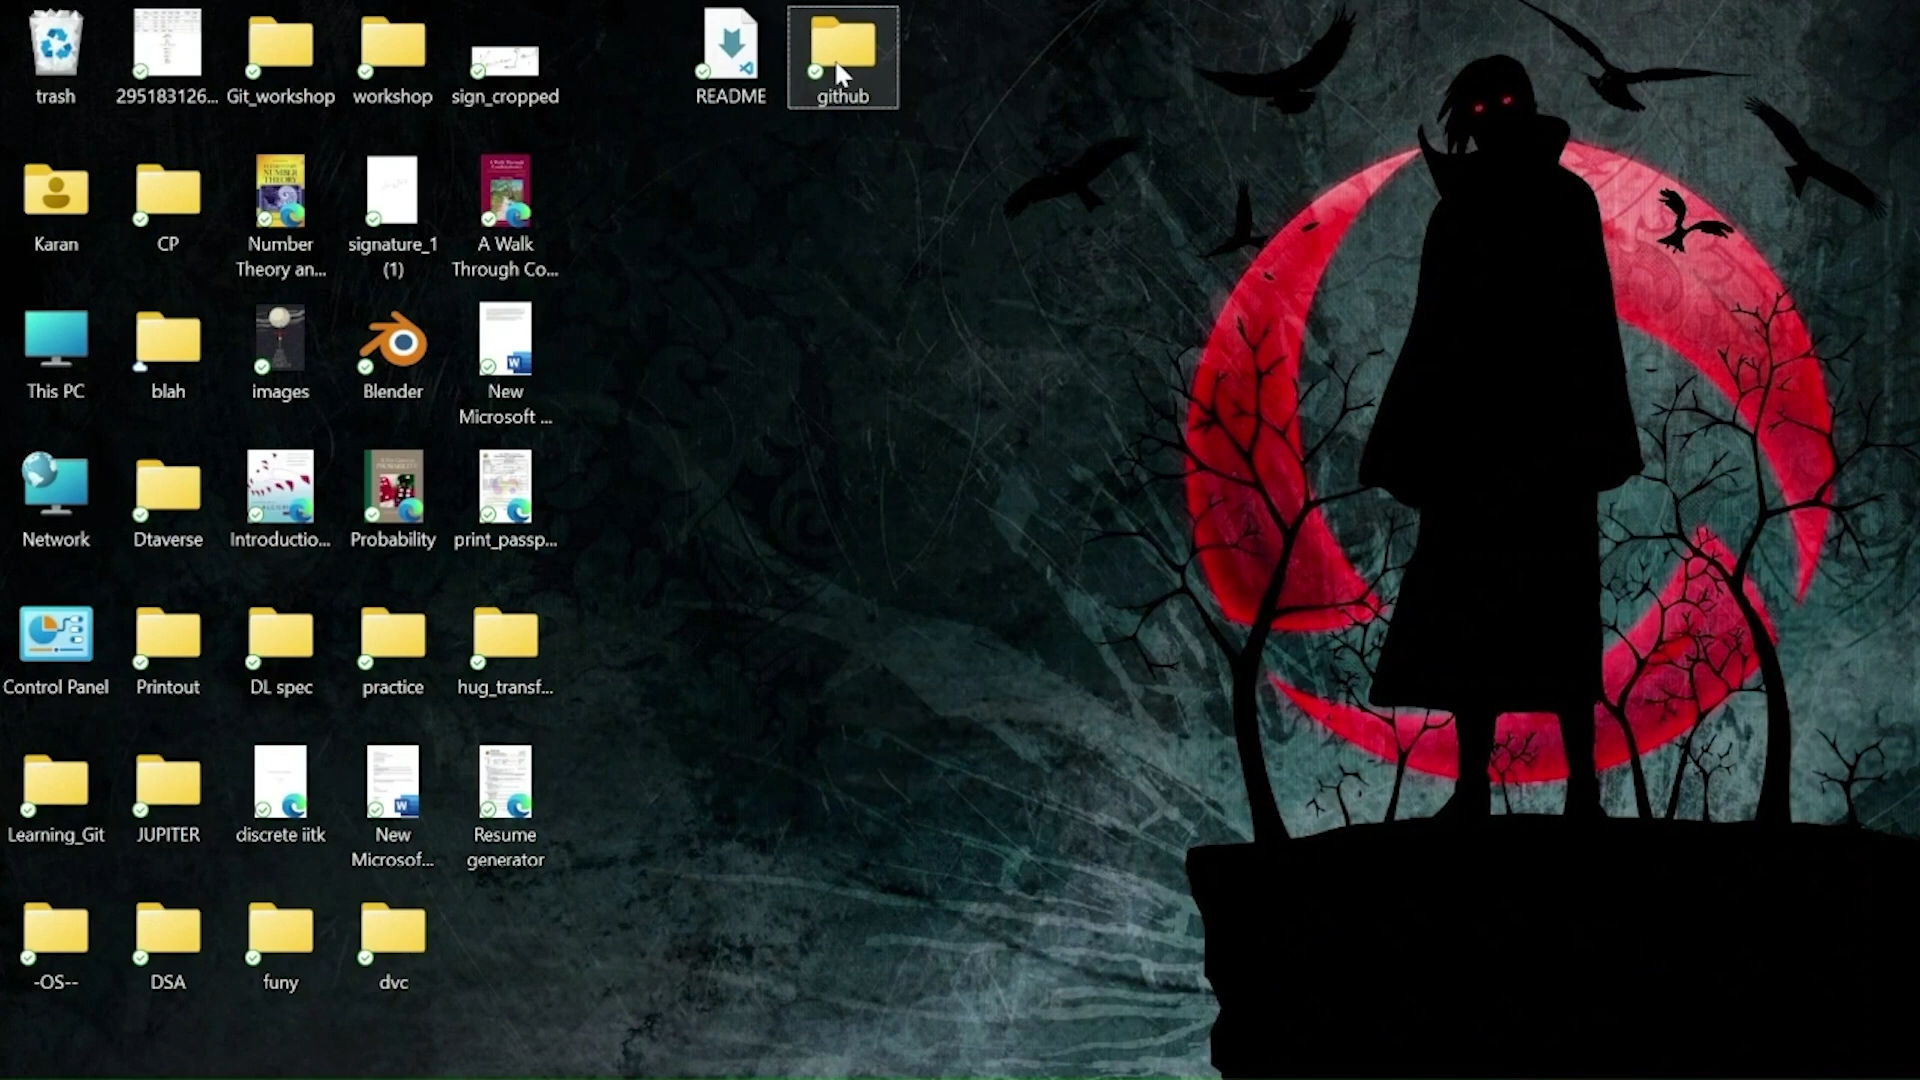 trash
295183126...
Git_workshop
workshop
sign_cropped
README
github
Karan
CP
Number
Theory an...
signature_1
(1)
A Walk
Through Co...
This PC
blah
images
Blender
New
Microsoft ...
Network
Dtaverse
Introductio...
Probability
print_passp...
Control Panel
Printout
DL spec
practice
hug_transf...
Learning_Git
JUPITER
discrete iitk
New
Microsof...
Resume
generator
-OS--
DSA
funy
dvc